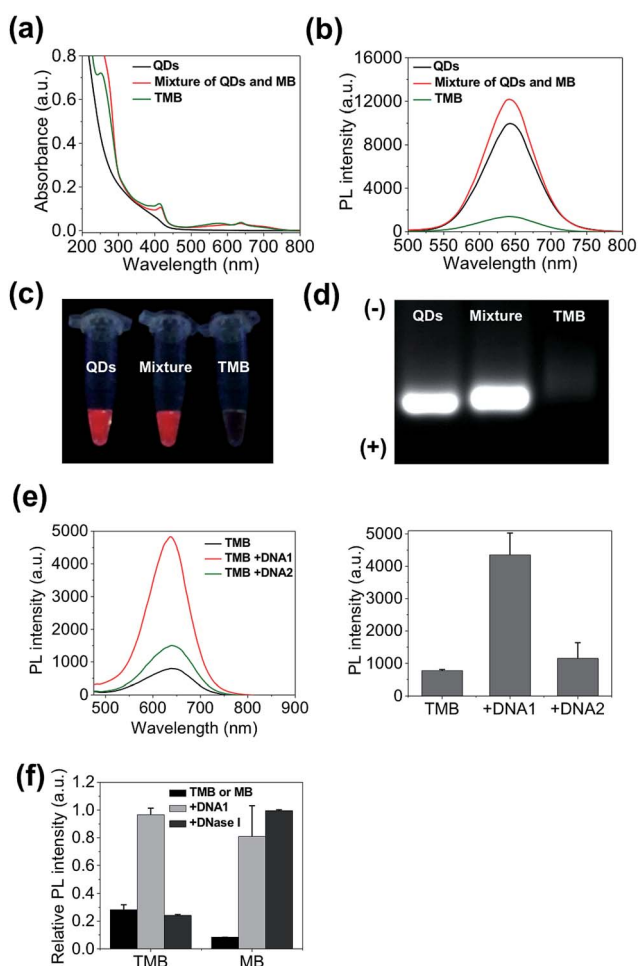 (a)
0.8
0.6
0.4
0.2
0.0
Absorbance (a.u.)
QDs
Mixture of QDs and MB
TMB
200 300 400 500 600 700 800
Wavelength (nm)
(b)
16000
12000
8000
4000
0
PL intensity (a.u.)
QDs
Mixture of QDs and MB
TMB
500 550 600 650 700 750 800
Wavelength (nm)
(c)
QDs Mixture TMB
(d)
(-)
(+)
QDs Mixture TMB
(e)
5000
4000
3000
2000
1000
0
PL intensity (a.u.)
TMB
TMB +DNA1
TMB +DNA2
500 600 700 800 900
Wavelength (nm)
5000
4000
3000
2000
1000
0
PL intensity (a.u.)
TMB +DNA1 +DNA2
(f)
1.2
1.0
0.8
0.6
0.4
0.2
0.0
Relative PL intensity (a.u.)
TMB or MB
+DNA1
+DNase I
TMB MB